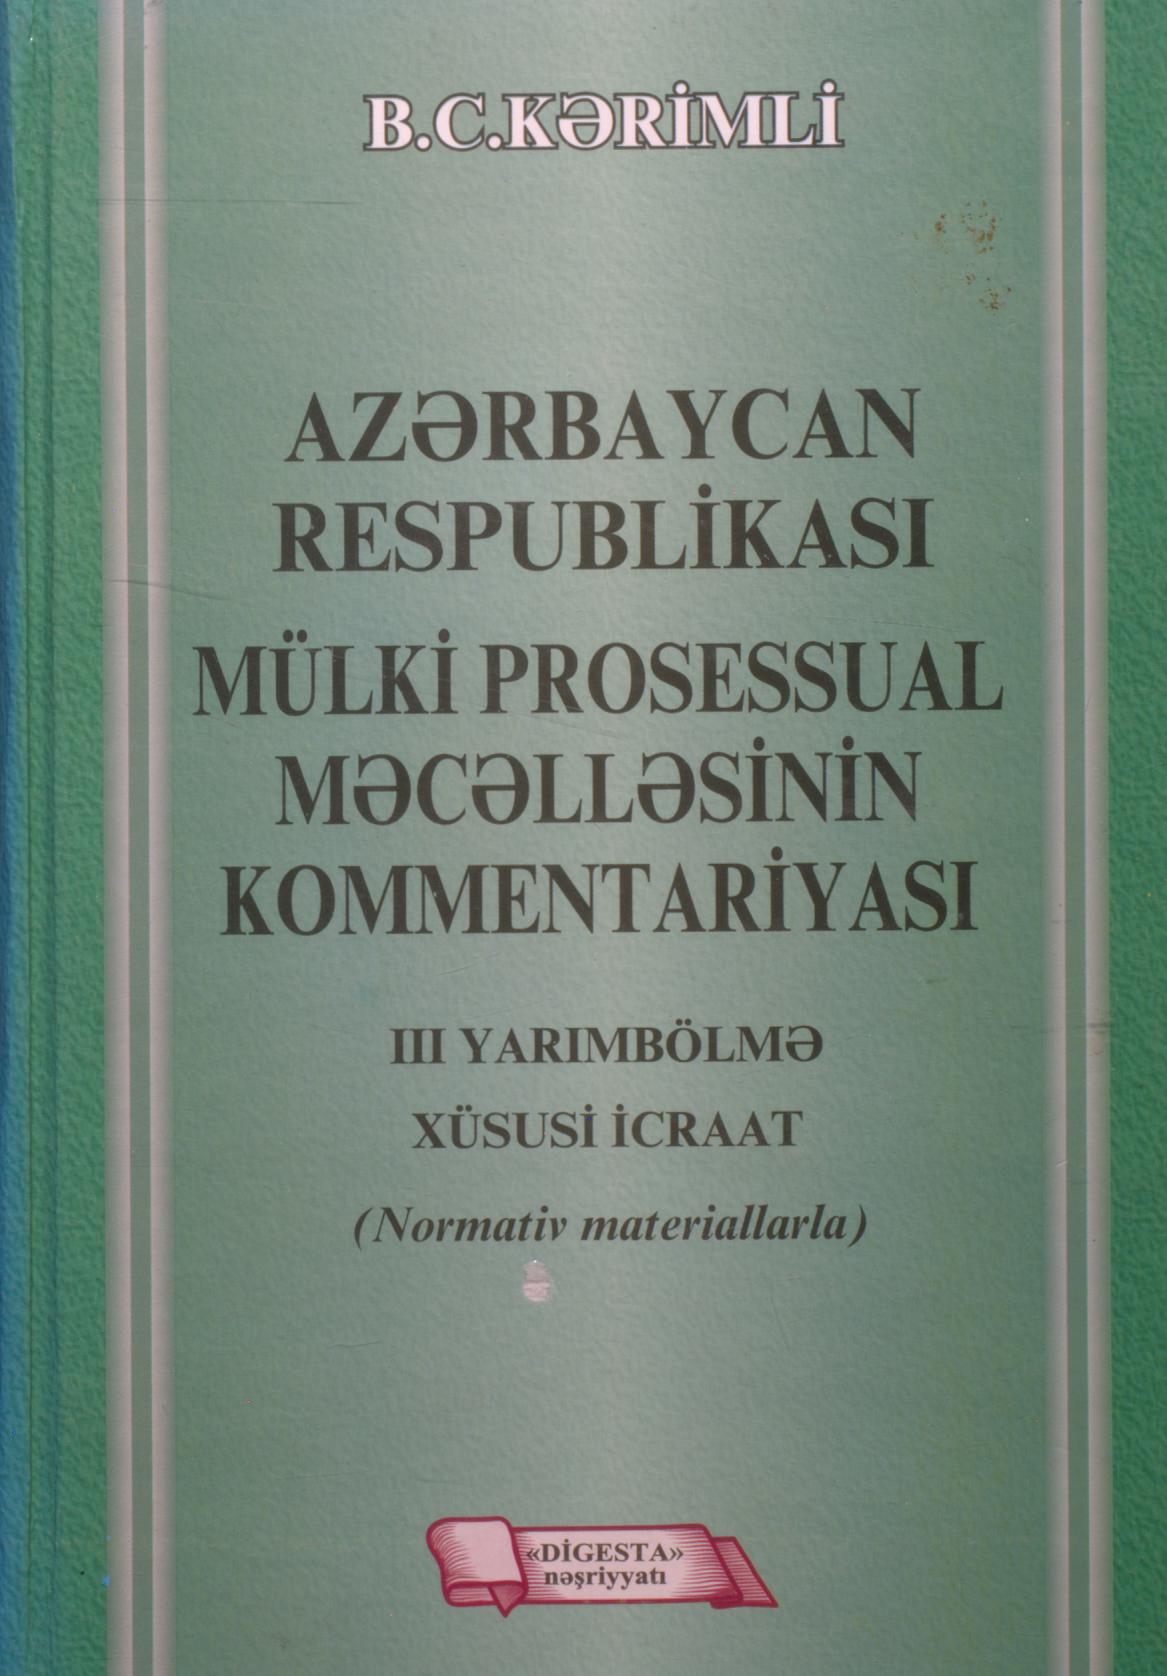 B.C.KƏRİMLİ
AZƏRBAYCAN
RESPUBLİKASI
MÜLKİ PROSESSUAL
MƏCƏLLƏSİNİN
KOMMENTARİYASI
III YARIMBÖLMƏ
XÜSUSİ İCRAAT
(Normativ materiallarla)
«DİGESTA»
nəşriyyatı